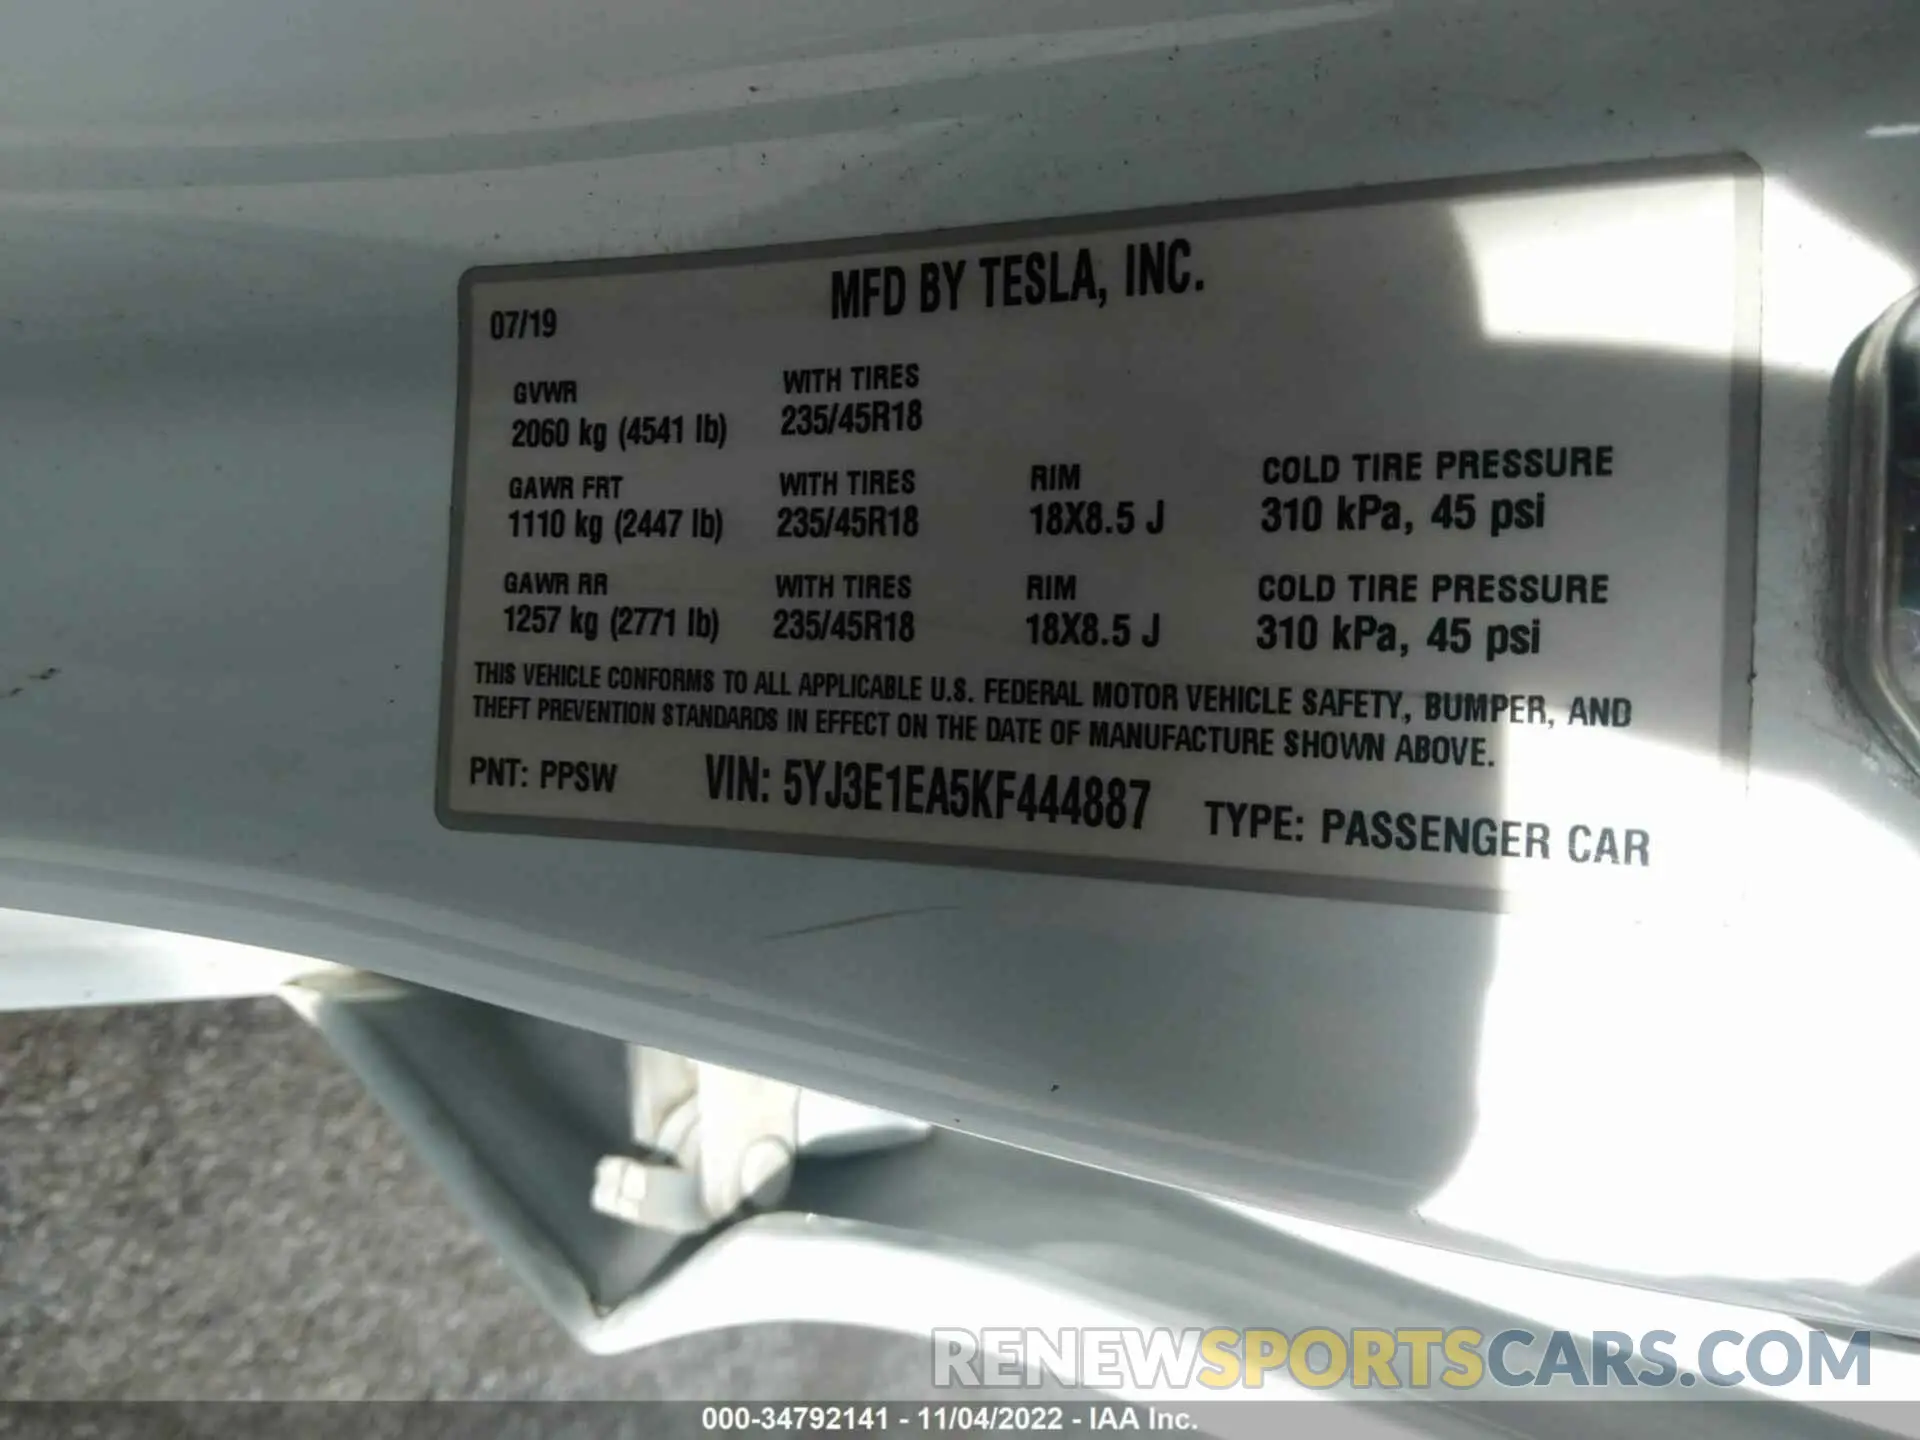 MFD BY TESLA, INC.
07/19
GVWR WITH TIRES
2060 kg (4541 lb) 235/45R18
GAWR FRT WITH TIRES RIM COLD TIRE PRESSURE
1110 kg (2447 lb) 235/45R18 18X8.5 J 310 kPa, 45 psi
GAWR RR WITH TIRES RIM COLD TIRE PRESSURE
1257 kg (2771 lb) 235/45R18 18X8.5 J 310 kPa, 45 psi
THIS VEHICLE CONFORMS TO ALL APPLICABLE U.S. FEDERAL MOTOR VEHICLE SAFETY, BUMPER, AND
THEFT PREVENTION STANDARDS IN EFFECT ON THE DATE OF MANUFACTURE SHOWN ABOVE.
PNT: PPSW VIN: 5YJ3E1EA5KF444887 TYPE: PASSENGER CAR
RENEWSPORTSCARS.COM
000-34792141 - 11/04/2022 - IAA Inc.